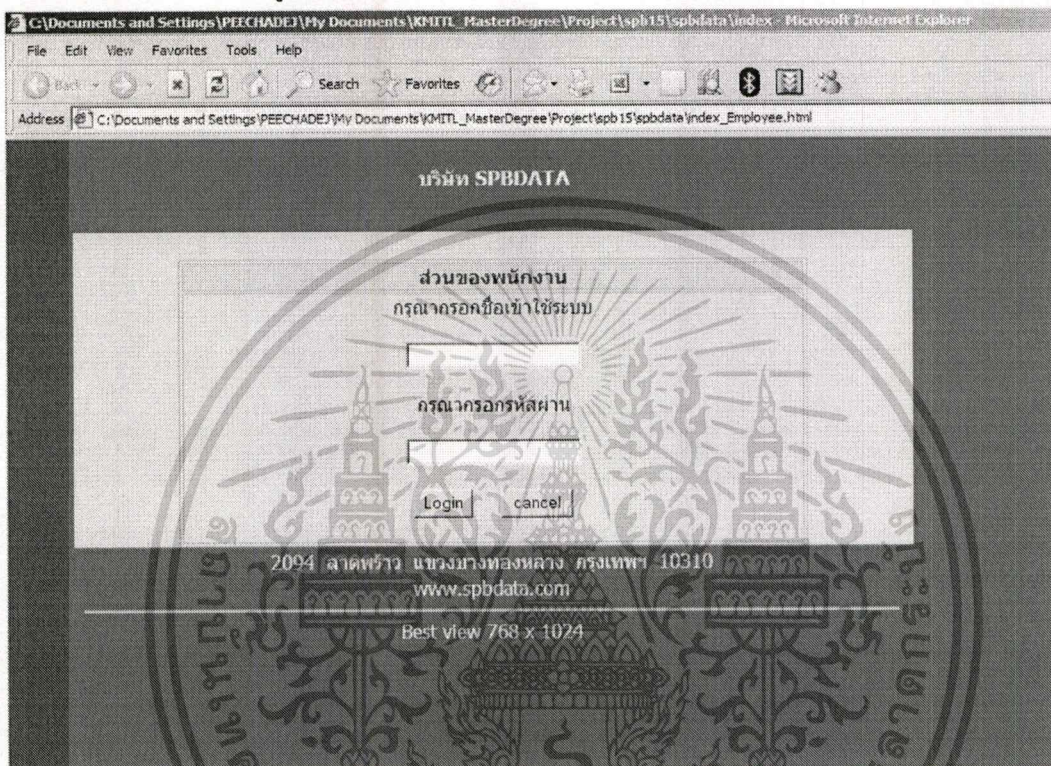 C:\Documents and Settings\PEECHADEJ\My Documents\KMITL_MasterDegree\Project\spb15\spbdata\index - Microsoft Internet Explorer
File Edit View Favorites Tools Help
Back Search Favorites
Address C:\Documents and Settings\PEECHADEJ\My Documents\KMITL_MasterDegree\Project\spb15\spbdata\index_Employee.html
บริษัท SPBDATA
ส่วนของพนักงาน
กรุณากรอกชื่อเข้าใช้ระบบ
กรุณากรอกรหัสผ่าน
Login cancel
2094 ลาดพร้าว แขวงบางทองหลาง กรุงเทพฯ 10310
www.spbdata.com
Best view 768 x 1024